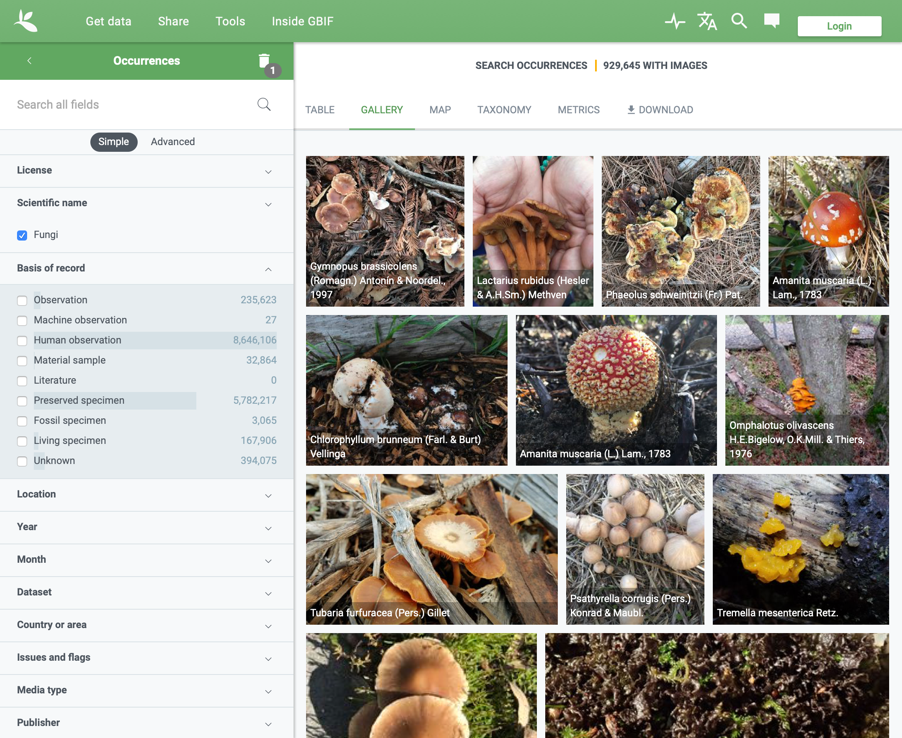 Get data Share Tools Inside GBIF Login
Occurrences 1
Search all fields
Simple Advanced
License
Scientific name
Fungi
Basis of record
Observation 235,623
Machine observation 27
Human observation 8,646,106
Material sample 32,864
Literature 0
Preserved specimen 5,782,217
Fossil specimen 3,065
Living specimen 167,906
Unknown 394,075
Location
Year
Month
Dataset
Country or area
Issues and flags
Media type
Publisher
SEARCH OCCURRENCES | 929,645 WITH IMAGES
TABLE GALLERY MAP TAXONOMY METRICS DOWNLOAD
Gymnopus brassicolens
(Romagn.) Antonín & Noordel.,
1997
Lactarius rubidus (Hesler
& A.H.Sm.) Methven
Phaeolus schweinitzii (Fr.) Pat.
Amanita muscaria (L.)
Lam., 1783
Chlorophyllum brunneum (Farl. & Burt)
Vellinga
Amanita muscaria (L.) Lam., 1783
Omphalotus olivascens
H.E.Bigelow, O.K.Mill. & Thiers,
1976
Tubaria furfuracea (Pers.) Gillet
Psathyrella corrugis (Pers.)
Konrad & Maubl.
Tremella mesenterica Retz.